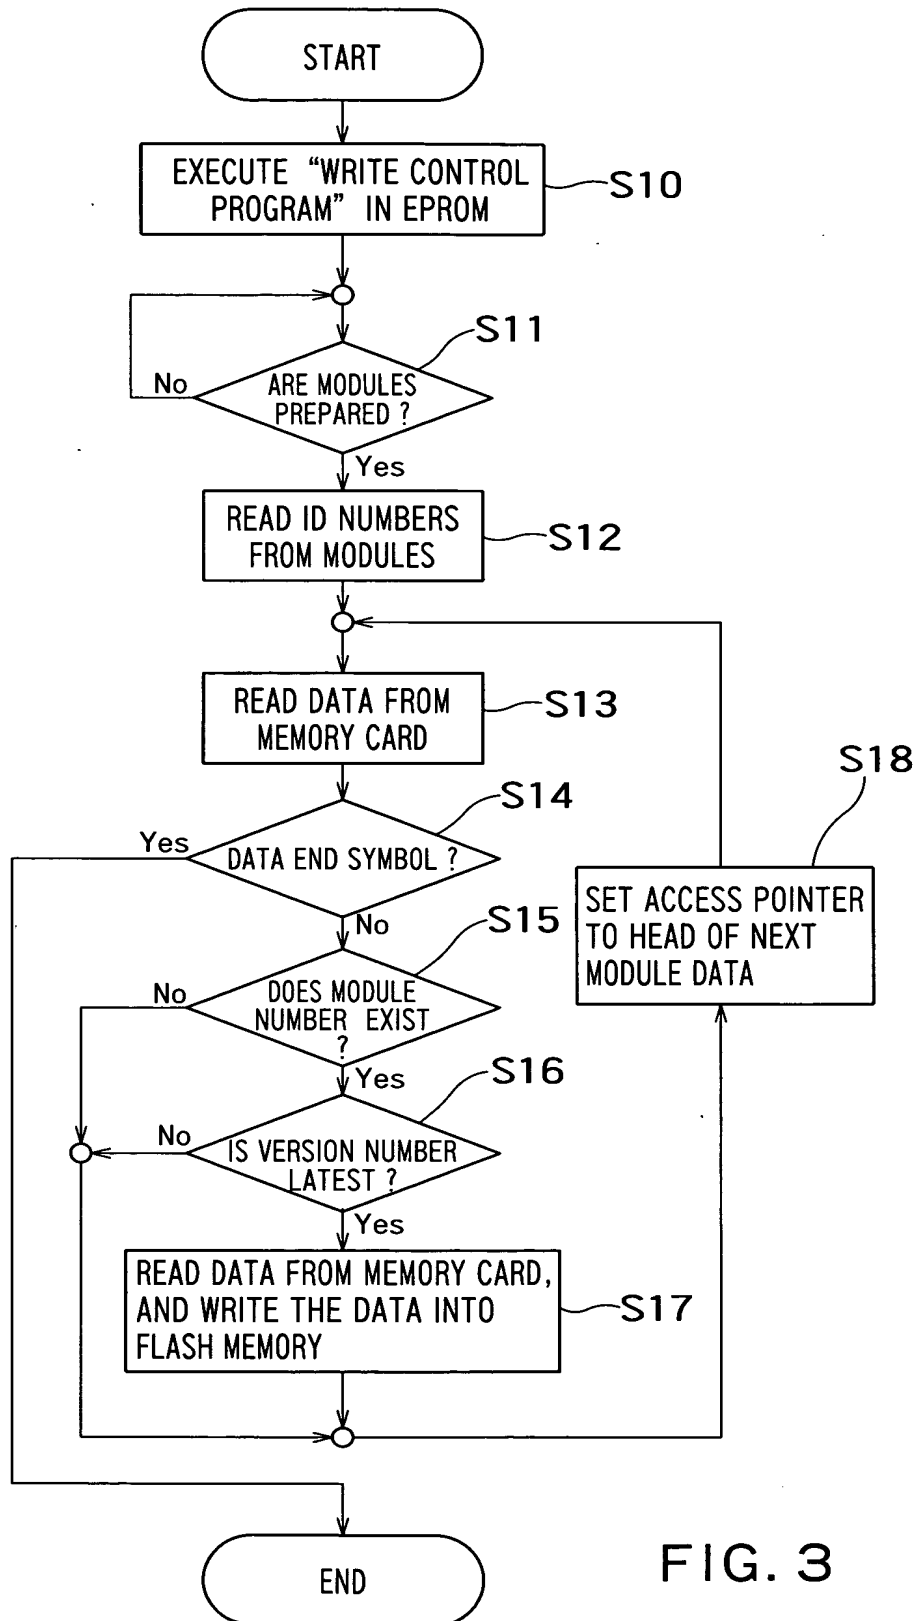 START
EXECUTE “WRITE CONTROL
PROGRAM” IN EPROM
S10
S11
No
ARE MODULES
PREPARED ?
Yes
READ ID NUMBERS
FROM MODULES
S12
READ DATA FROM
MEMORY CARD
S13
S18
S14
Yes
DATA END SYMBOL ?
SET ACCESS POINTER
TO HEAD OF NEXT
MODULE DATA
No
S15
No
DOES MODULE
NUMBER EXIST
?
Yes
S16
No
IS VERSION NUMBER
LATEST ?
Yes
READ DATA FROM MEMORY CARD,
AND WRITE THE DATA INTO
FLASH MEMORY
S17
END
FIG. 3